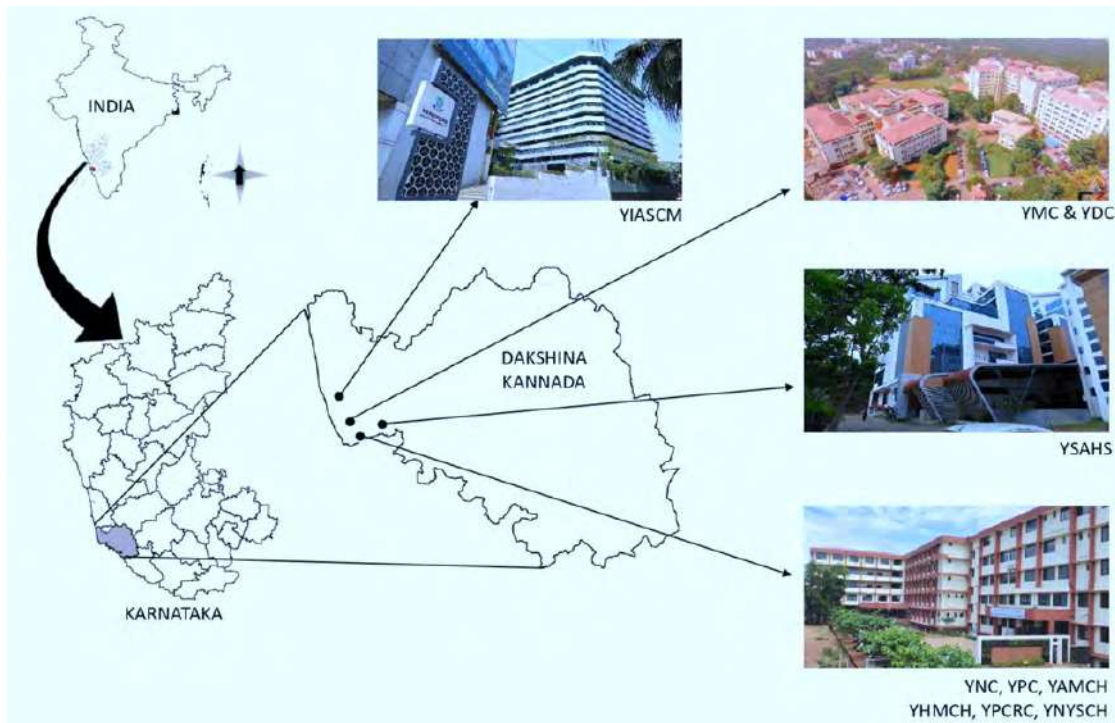 INDIA
YIASCM
YMC & YDC
DAKSHINA
KANNADA
YSAHS
KARNATAKA
YNC, YPC, YAMCH
YHMCH, YPCRC, YNYSCH